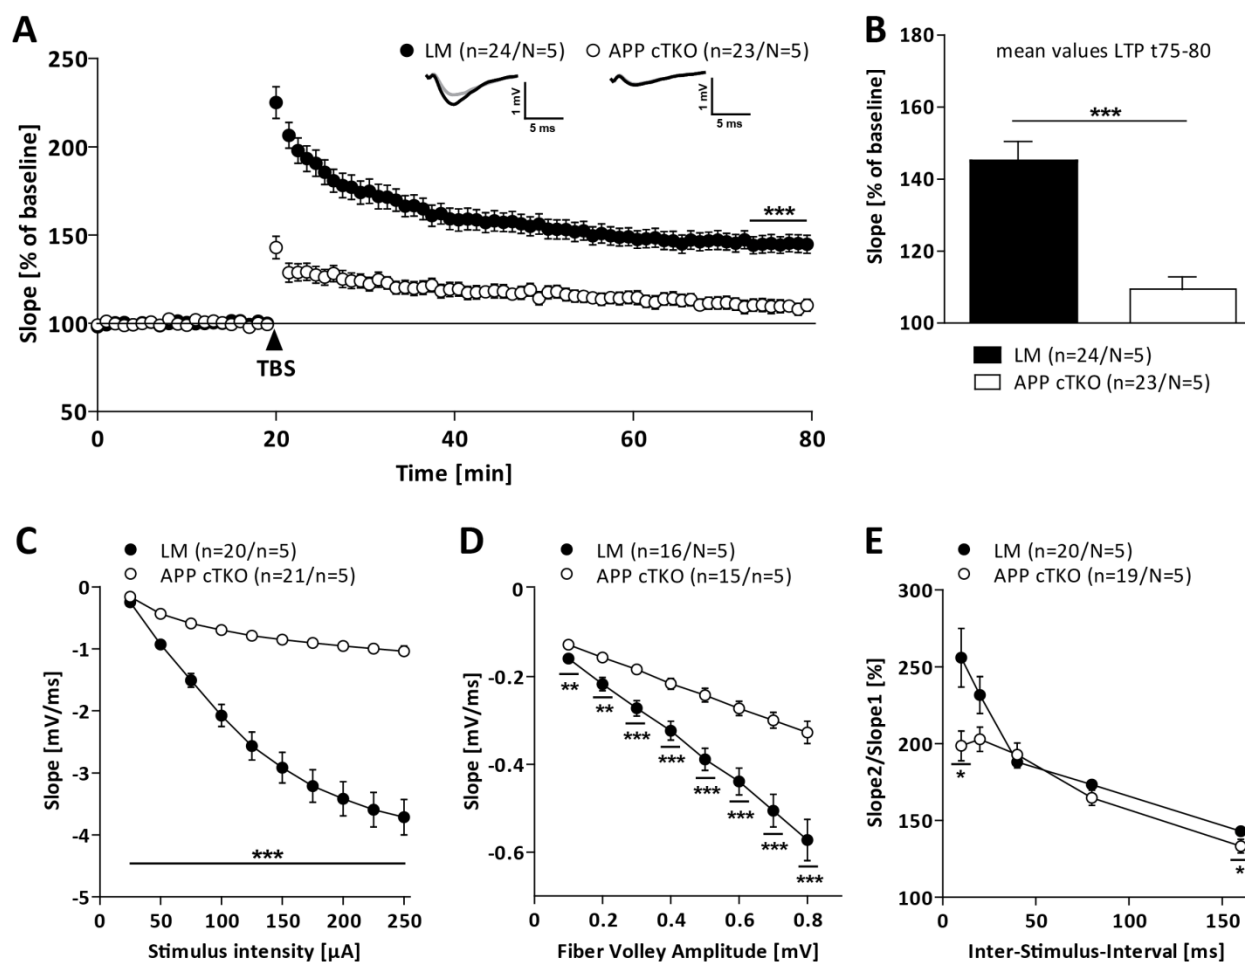 A
LM (n=24/N=5)
APP cTKO (n=23/N=5)
250
200
150
100
50
Slope [% of baseline]
1 mV
5 ms
1 mV
5 ms
***
TBS
0
20
40
60
80
Time [min]
B
mean values LTP t75-80
180
160
140
120
100
Slope [% of baseline]
***
LM (n=24/N=5)
APP cTKO (n=23/N=5)
C
LM (n=20/n=5)
APP cTKO (n=21/n=5)
0
-1
-2
-3
-4
-5
Slope [mV/ms]
***
0
50
100
150
200
250
Stimulus intensity [µA]
D
LM (n=16/N=5)
APP cTKO (n=15/n=5)
0
-0.2
-0.4
-0.6
Slope [mV/ms]
**
**
***
***
***
***
***
***
0
0.2
0.4
0.6
0.8
Fiber Volley Amplitude [mV]
E
LM (n=20/N=5)
APP cTKO (n=19/N=5)
300
250
200
150
100
Slope2/Slope1 [%]
*
*
0
50
100
150
Inter-Stimulus-Interval [ms]